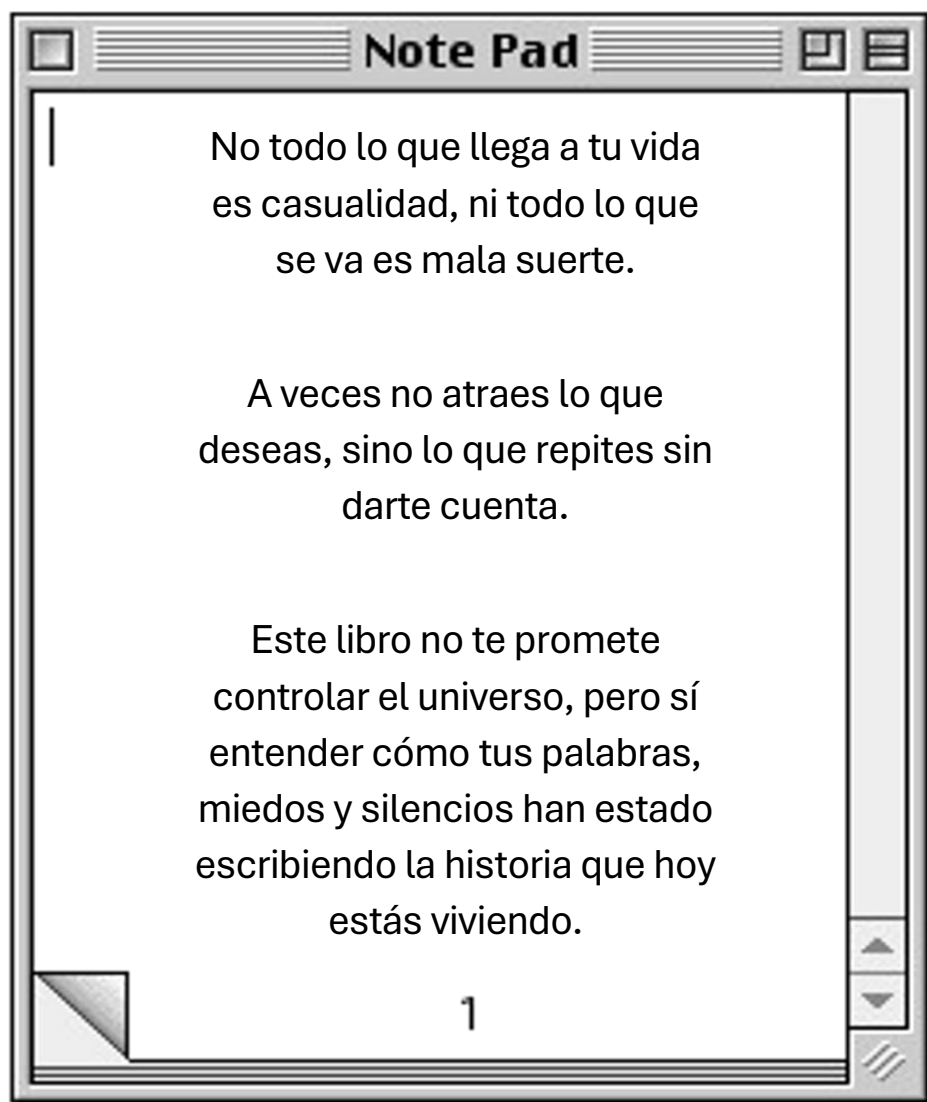 Note Pad
No todo lo que llega a tu vida
es casualidad, ni todo lo que
se va es mala suerte.
A veces no atraes lo que
deseas, sino lo que repites sin
darte cuenta.
Este libro no te promete
controlar el universo, pero sí
entender cómo tus palabras,
miedos y silencios han estado
escribiendo la historia que hoy
estás viviendo.
1